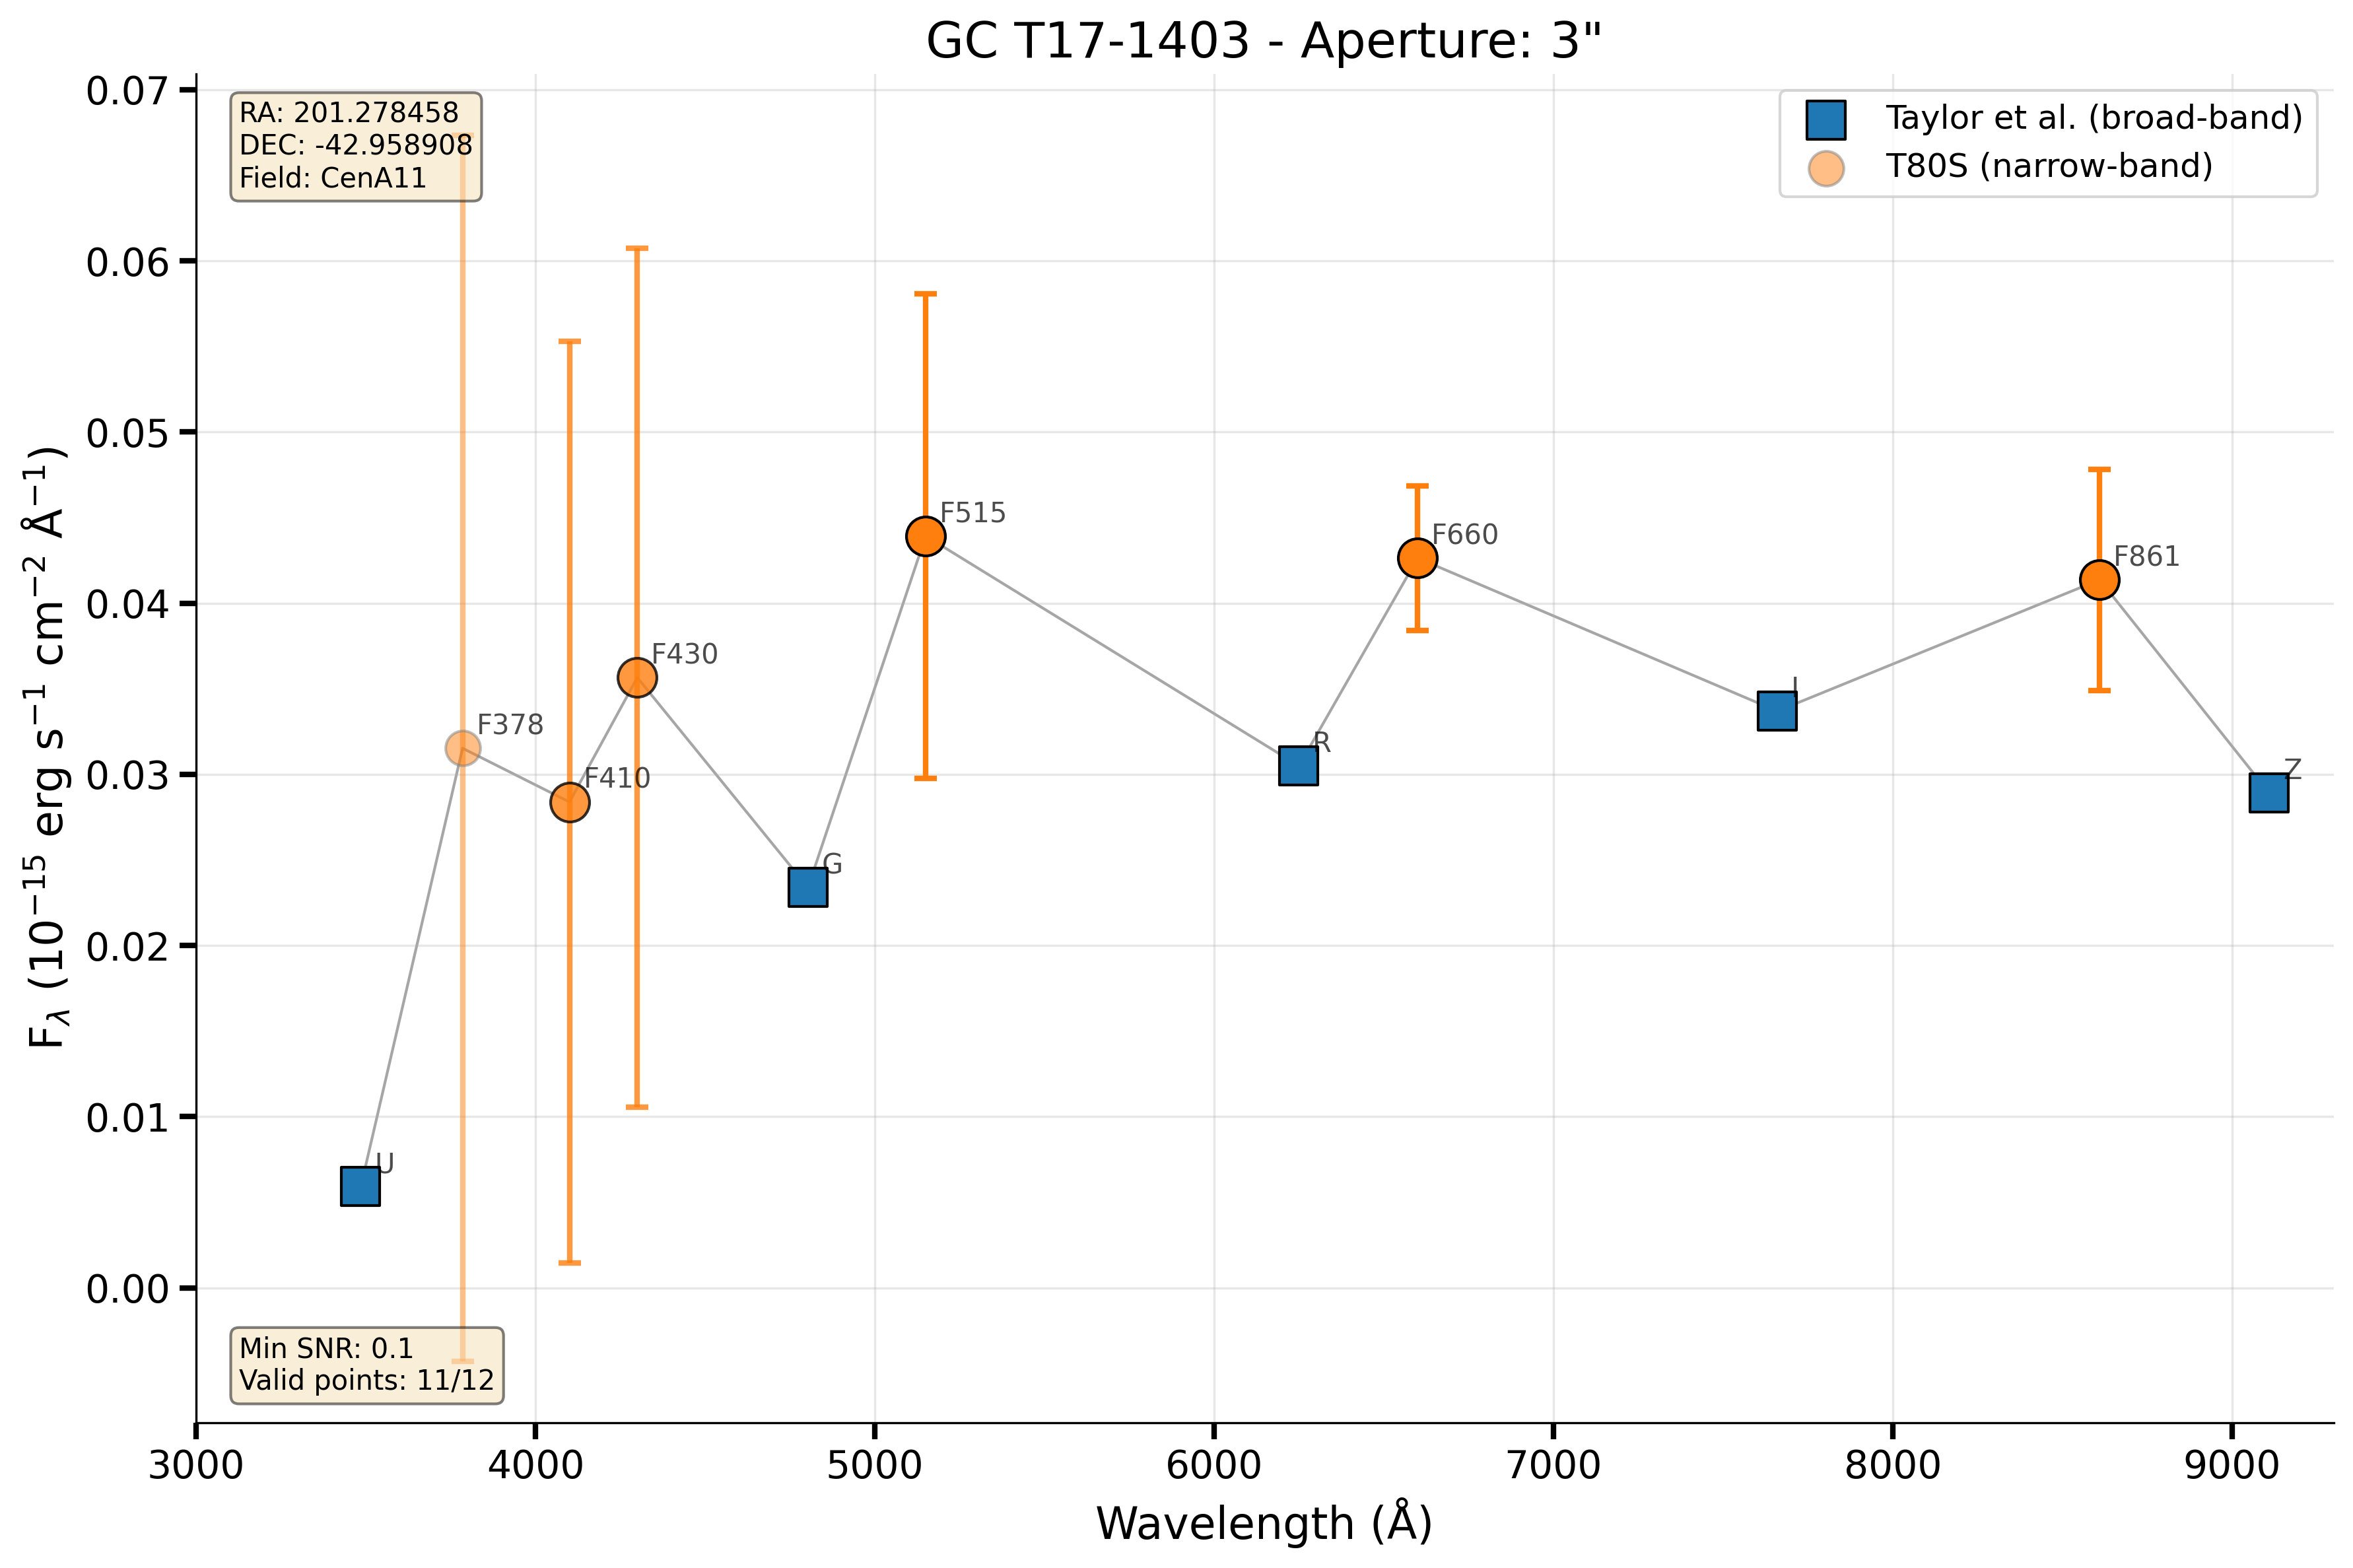 GC T17-1403 - Aperture: 3"
RA: 201.278458
DEC: -42.958908
Field: CenA11
Taylor et al. (broad-band)
T80S (narrow-band)
0.07
0.06
0.05
0.04
0.03
0.02
0.01
0.00
F_λ (10⁻¹⁵ erg s⁻¹ cm⁻² Å⁻¹)
U
F378
F410
F430
G
F515
R
F660
I
F861
Z
Min SNR: 0.1
Valid points: 11/12
3000 4000 5000 6000 7000 8000 9000
Wavelength (Å)